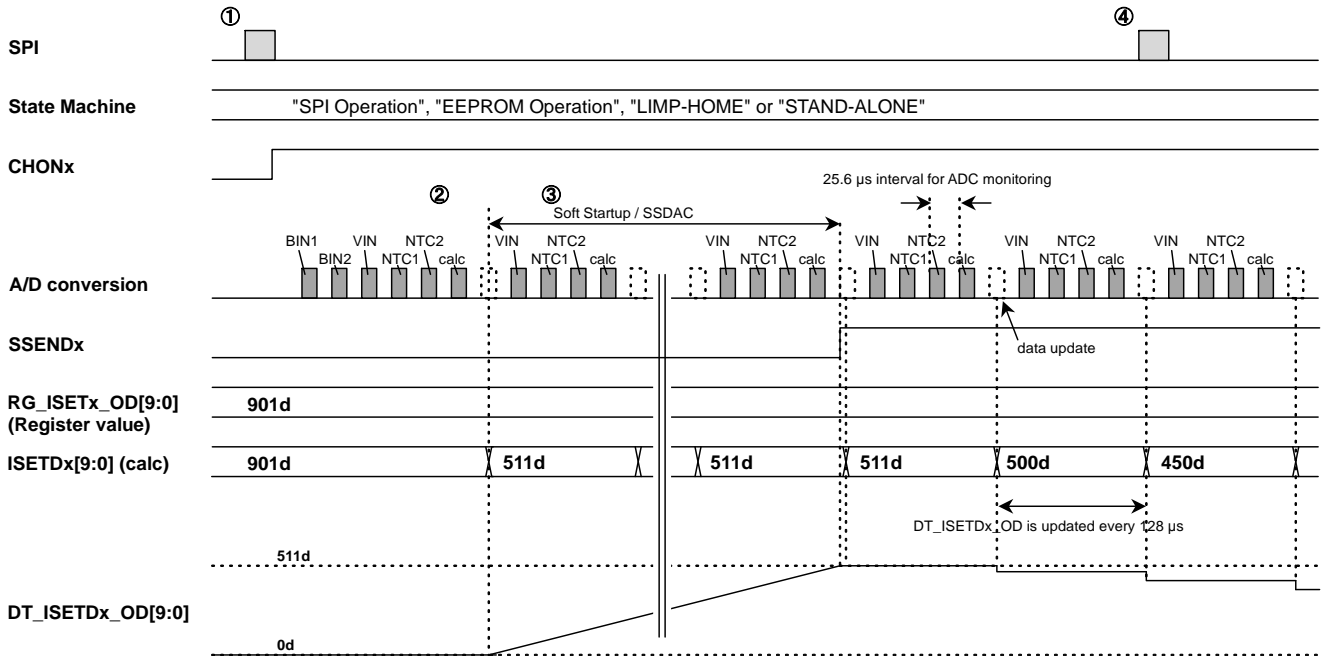 ① ④
SPI
State Machine "SPI Operation", "EEPROM Operation", "LIMP-HOME" or "STAND-ALONE"
CHONx
② ③ 25.6 µs interval for ADC monitoring
Soft Startup / SSDAC
BIN1 VIN NTC2 VIN NTC2 VIN NTC2 VIN NTC2 VIN NTC2 VIN NTC2
BIN2 NTC1 calc NTC1 calc NTC1 calc NTC1 calc NTC1 calc NTC1 calc
A/D conversion
SSENDx
data update
RG_ISETx_OD[9:0] 901d
(Register value)
ISETDx[9:0] (calc) 901d 511d 511d 511d 500d 450d
DT_ISETDx_OD is updated every 128 µs
511d
DT_ISETDx_OD[9:0]
0d